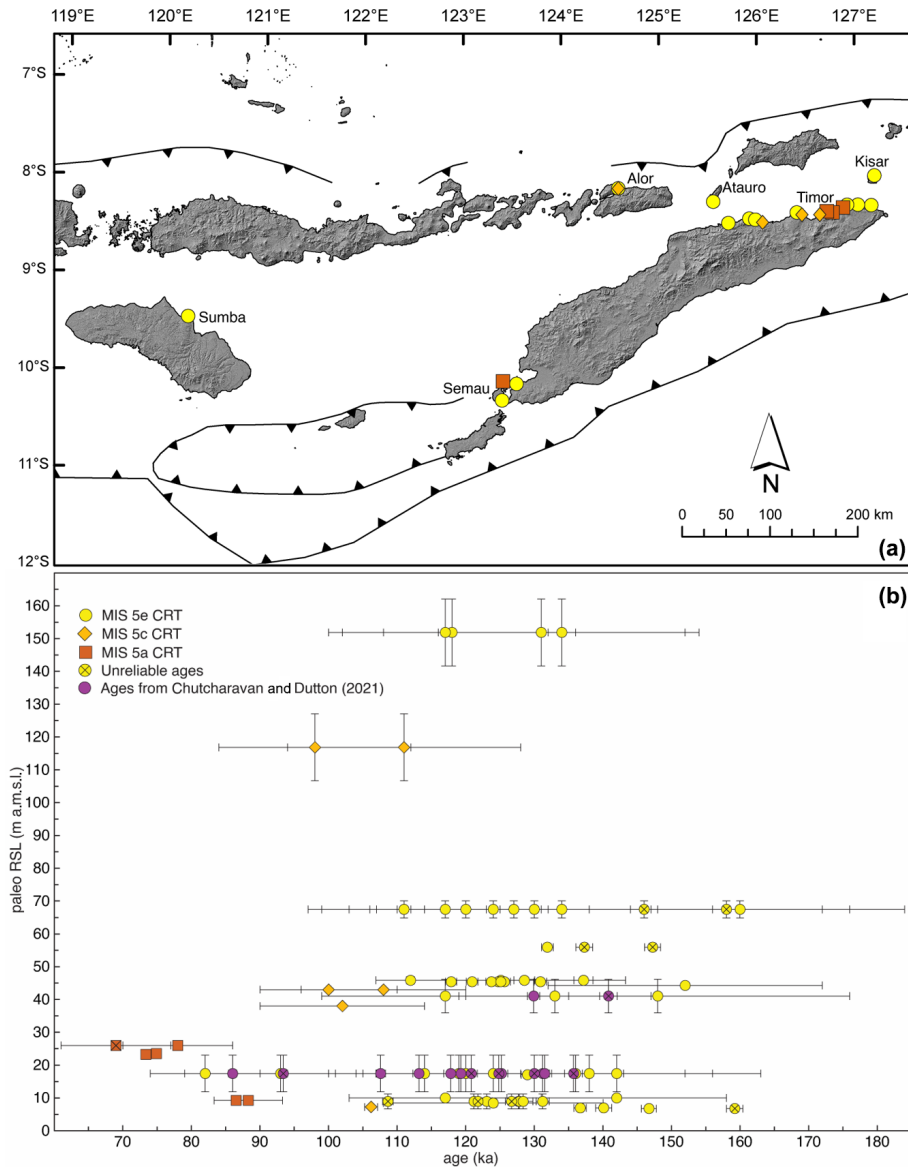 119°E 120°E 121°E 122°E 123°E 124°E 125°E 126°E 127°E
7°S
8°S
Kisar
Alor
Atauro
Timor
9°S
Sumba
10°S
Semau
11°S
N
0 50 100 200 km
12°S
(a)
(b)
160
MIS 5e CRT
150
MIS 5c CRT
MIS 5a CRT
140
Unreliable ages
130
Ages from Chutcharavan and Dutton (2021)
120
110
100
90
80
70
60
50
40
30
20
10
0
paleo RSL (m a.m.s.l.)
70 80 90 100 110 120 130 140 150 160 170 180
age (ka)